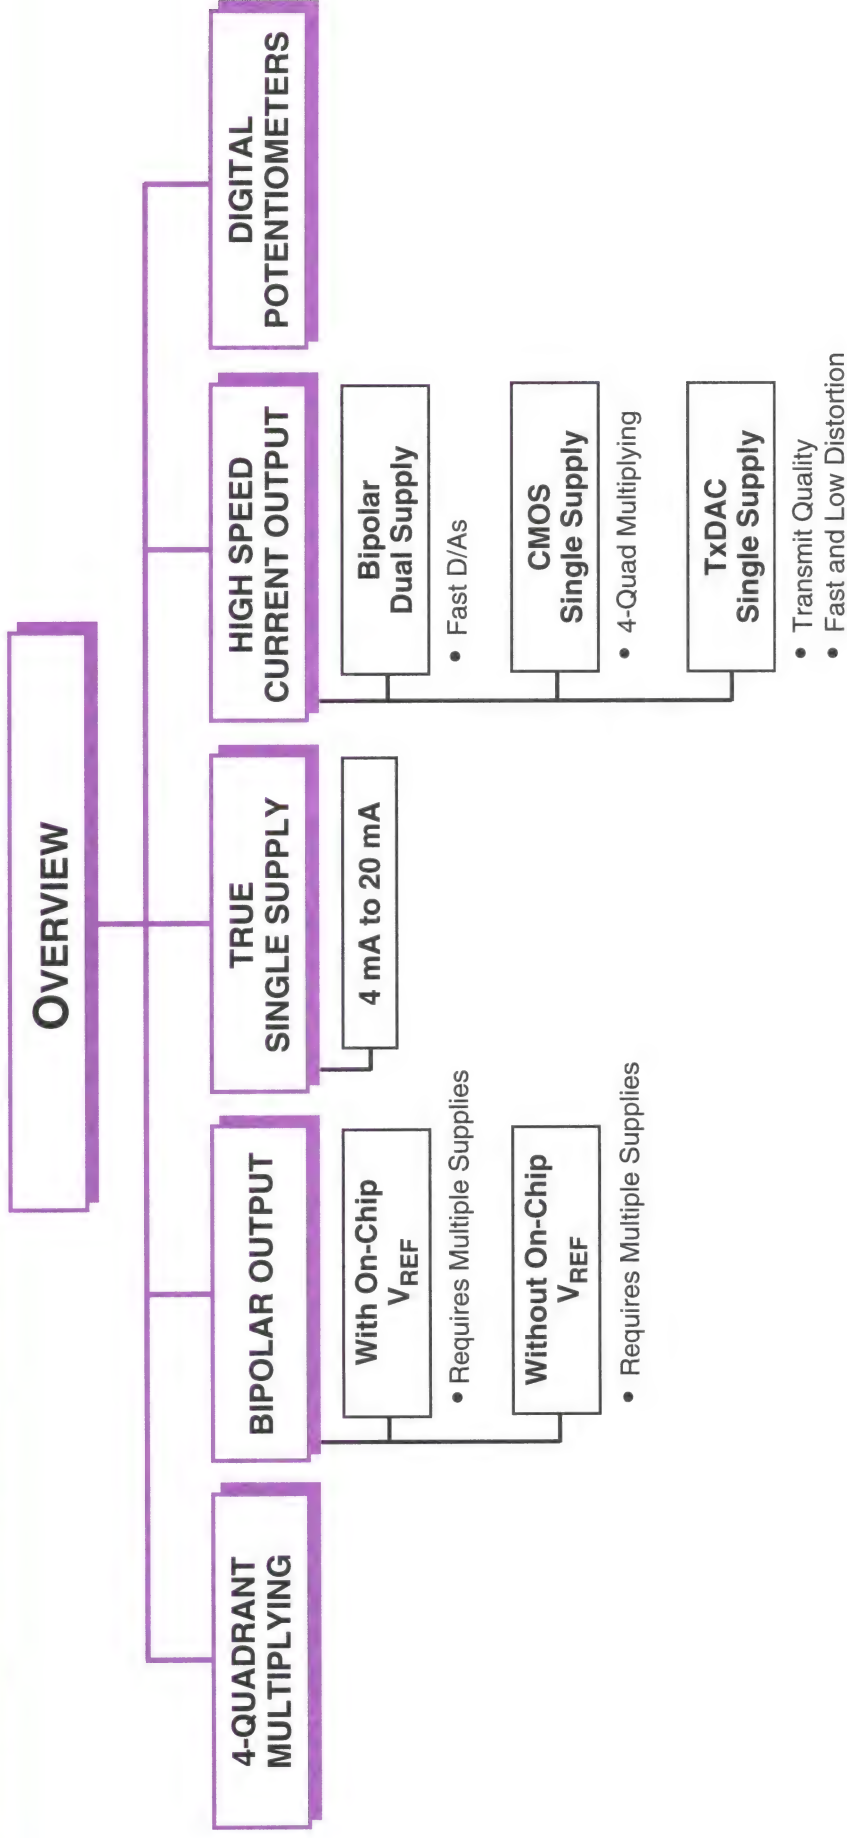 OVERVIEW
4-QUADRANT
MULTIPLYING
BIPOLAR OUTPUT
With On-Chip
VREF
• Requires Multiple Supplies
Without On-Chip
VREF
• Requires Multiple Supplies
TRUE
SINGLE SUPPLY
4 mA to 20 mA
HIGH SPEED
CURRENT OUTPUT
Bipolar
Dual Supply
• Fast D/As
CMOS
Single Supply
• 4-Quad Multiplying
TxDAC
Single Supply
• Transmit Quality
• Fast and Low Distortion
DIGITAL
POTENTIOMETERS